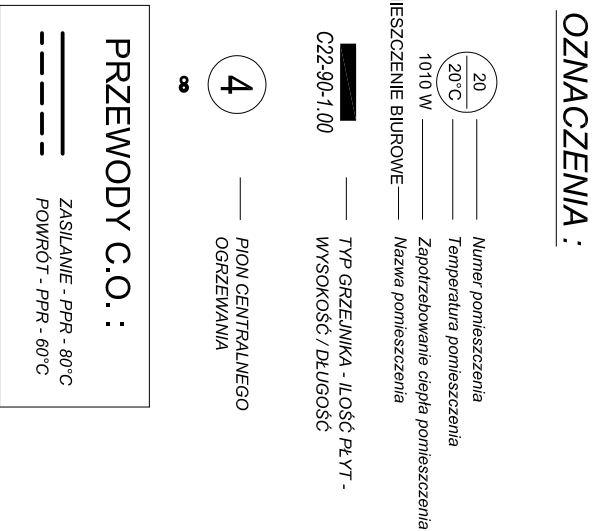 OZNACZENIA :
20
20°C
1010 W
IESZCZENIE BIUROWE
Numer pomieszczenia
Temperatura pomieszczenia
Zapotrzebowanie ciepła pomieszczenia
Nazwa pomieszczenia
C22-90-1.00
TYP GRZEJNIKA - ILOŚĆ PŁYT -
WYSOKOŚĆ / DŁUGOŚĆ
4
8
PION CENTRALNEGO
OGRZEWANIA
PRZEWODY C.O. :
ZASILANIE - PPR - 80°C
POWRÓT - PPR - 60°C